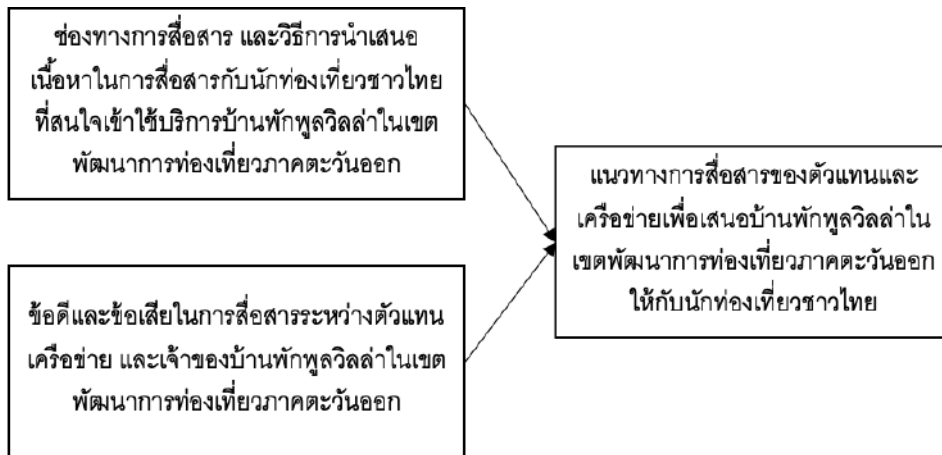 ช่องทางการสื่อสาร และวิธีการนำเสนอ
เนื้อหาในการสื่อสารกับนักท่องเที่ยวชาวไทย
ที่สนใจเข้าใช้บริการบ้านพักพูลวิลล่าในเขต
พัฒนาการท่องเที่ยวภาคตะวันออก
ข้อดีและข้อเสียในการสื่อสารระหว่างตัวแทน
เครือข่าย และเจ้าของบ้านพักพูลวิลล่าในเขต
พัฒนาการท่องเที่ยวภาคตะวันออก
แนวทางการสื่อสารของตัวแทนและ
เครือข่ายเพื่อเสนอบ้านพักพูลวิลล่าใน
เขตพัฒนาการท่องเที่ยวภาคตะวันออก
ให้กับนักท่องเที่ยวชาวไทย